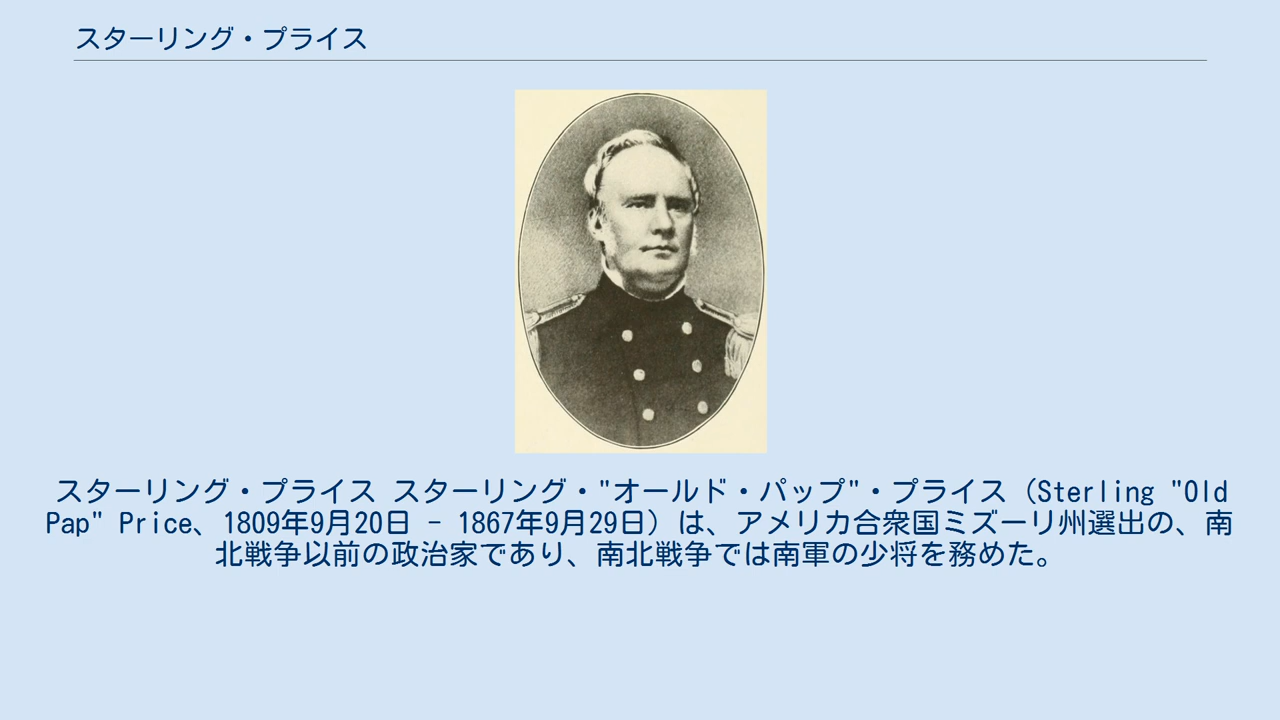 スターリング・プライス
スターリング・プライス スターリング・"オールド・パップ"・プライス（Sterling "Old
Pap" Price、1809年9月20日 - 1867年9月29日）は、アメリカ合衆国ミズーリ州選出の、南
北戦争以前の政治家であり、南北戦争では南軍の少将を務めた。